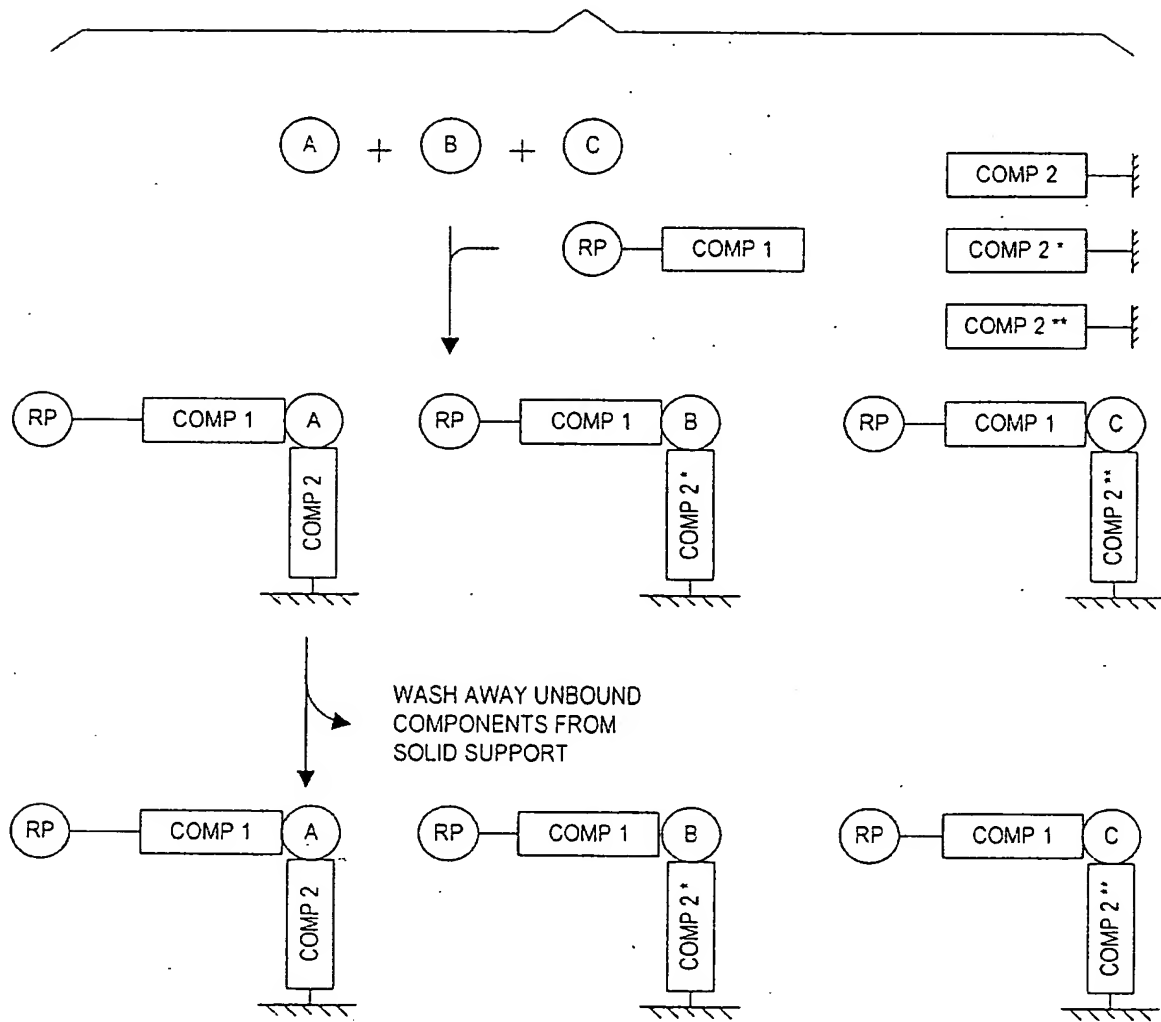 A + B + C
COMP 2
RP COMP 1
COMP 2 *
COMP 2 **
RP COMP 1 A
RP COMP 1 B
RP COMP 1 C
COMP 2
COMP 2 *
COMP 2 **
WASH AWAY UNBOUND
COMPONENTS FROM
SOLID SUPPORT
RP COMP 1 A
RP COMP 1 B
RP COMP 1 C
COMP 2
COMP 2 *
COMP 2 **